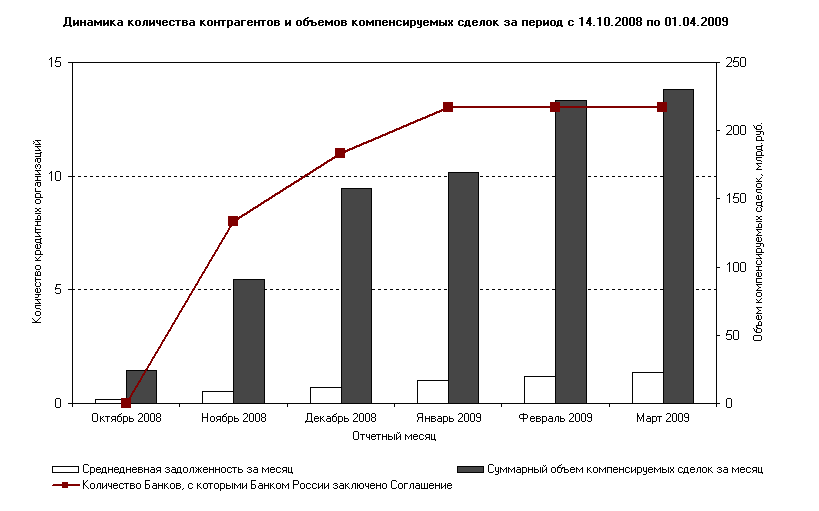 Динамика количества контрагентов и объемов компенсируемых сделок за период с 14.10.2008 по 01.04.2009
Количество кредитных организаций
15
10
5
0
250
200
150
100
50
0
Объем компенсируемых сделок, млрд.руб.
Октябрь 2008
Ноябрь 2008
Декабрь 2008
Январь 2009
Февраль 2009
Март 2009
Отчетный месяц
Среднедневная задолженность за месяц
Суммарный объем компенсируемых сделок за месяц
Количество Банков, с которыми Банком России заключено Соглашение